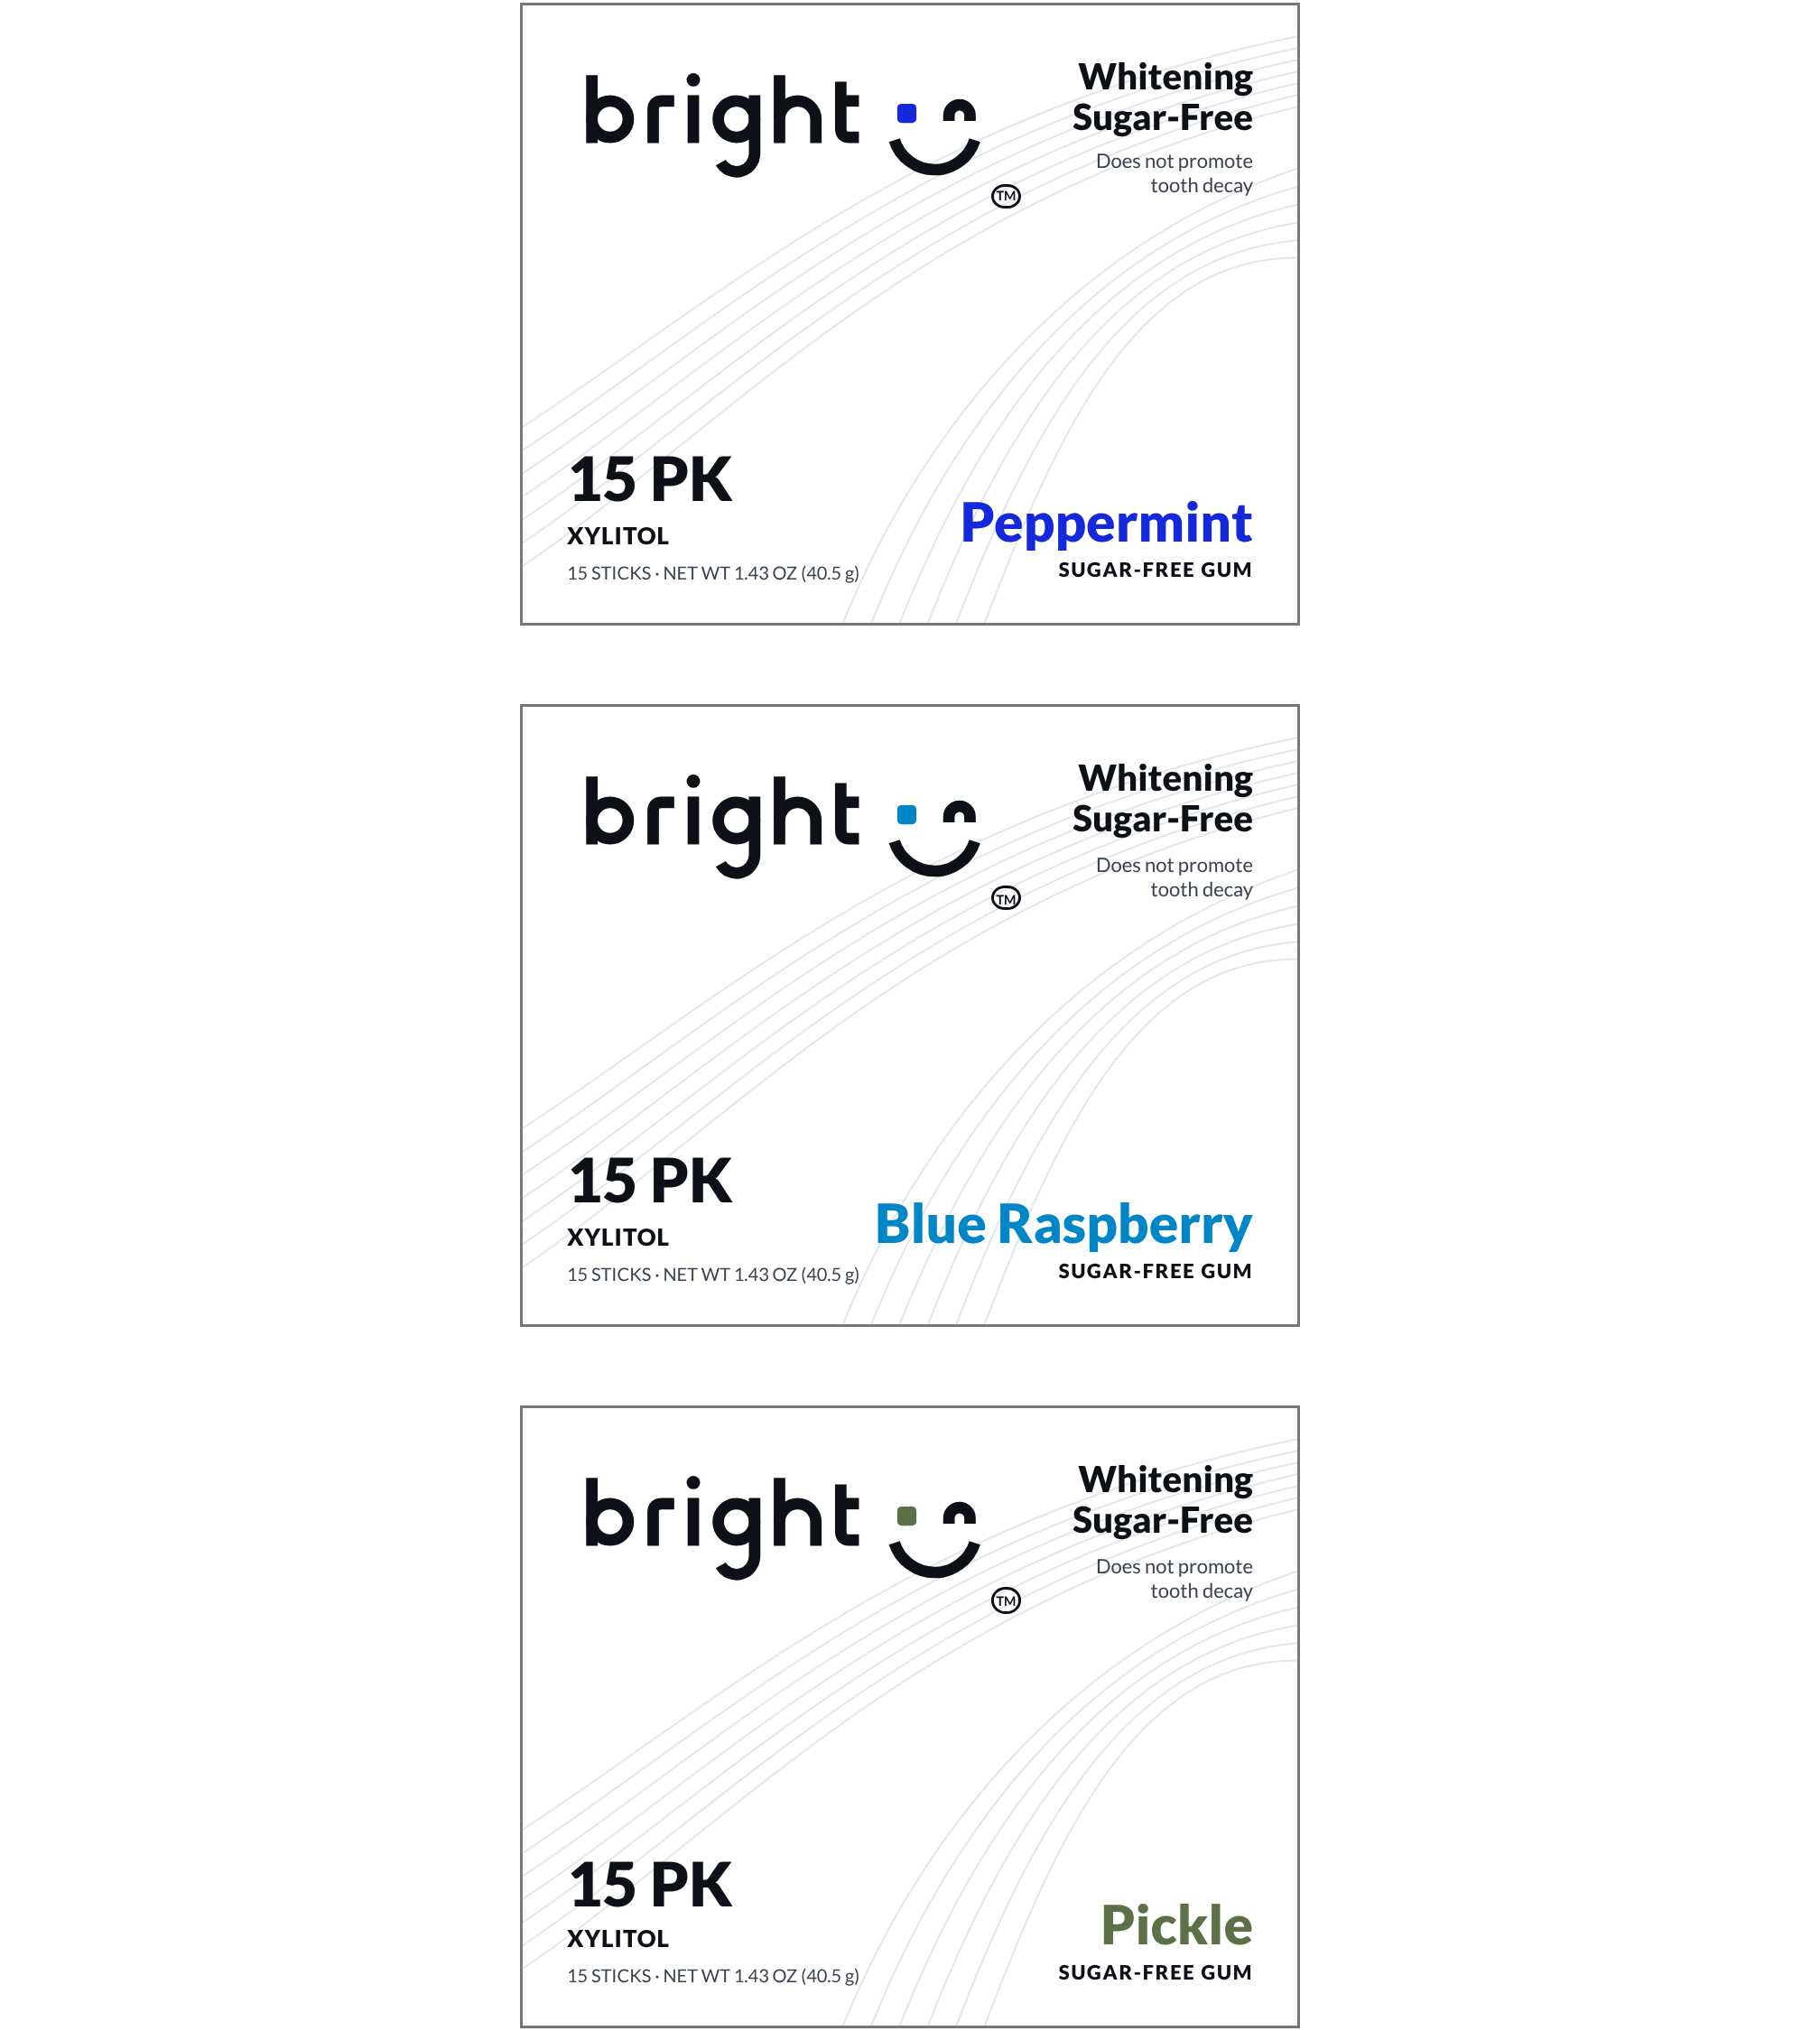 bright
TM
Whitening
Sugar-Free
Does not promote
tooth decay
15 PK
XYLITOL
15 STICKS · NET WT 1.43 OZ (40.5 g)
Peppermint
SUGAR-FREE GUM
bright
TM
Whitening
Sugar-Free
Does not promote
tooth decay
15 PK
XYLITOL
15 STICKS · NET WT 1.43 OZ (40.5 g)
Blue Raspberry
SUGAR-FREE GUM
bright
TM
Whitening
Sugar-Free
Does not promote
tooth decay
15 PK
XYLITOL
15 STICKS · NET WT 1.43 OZ (40.5 g)
Pickle
SUGAR-FREE GUM